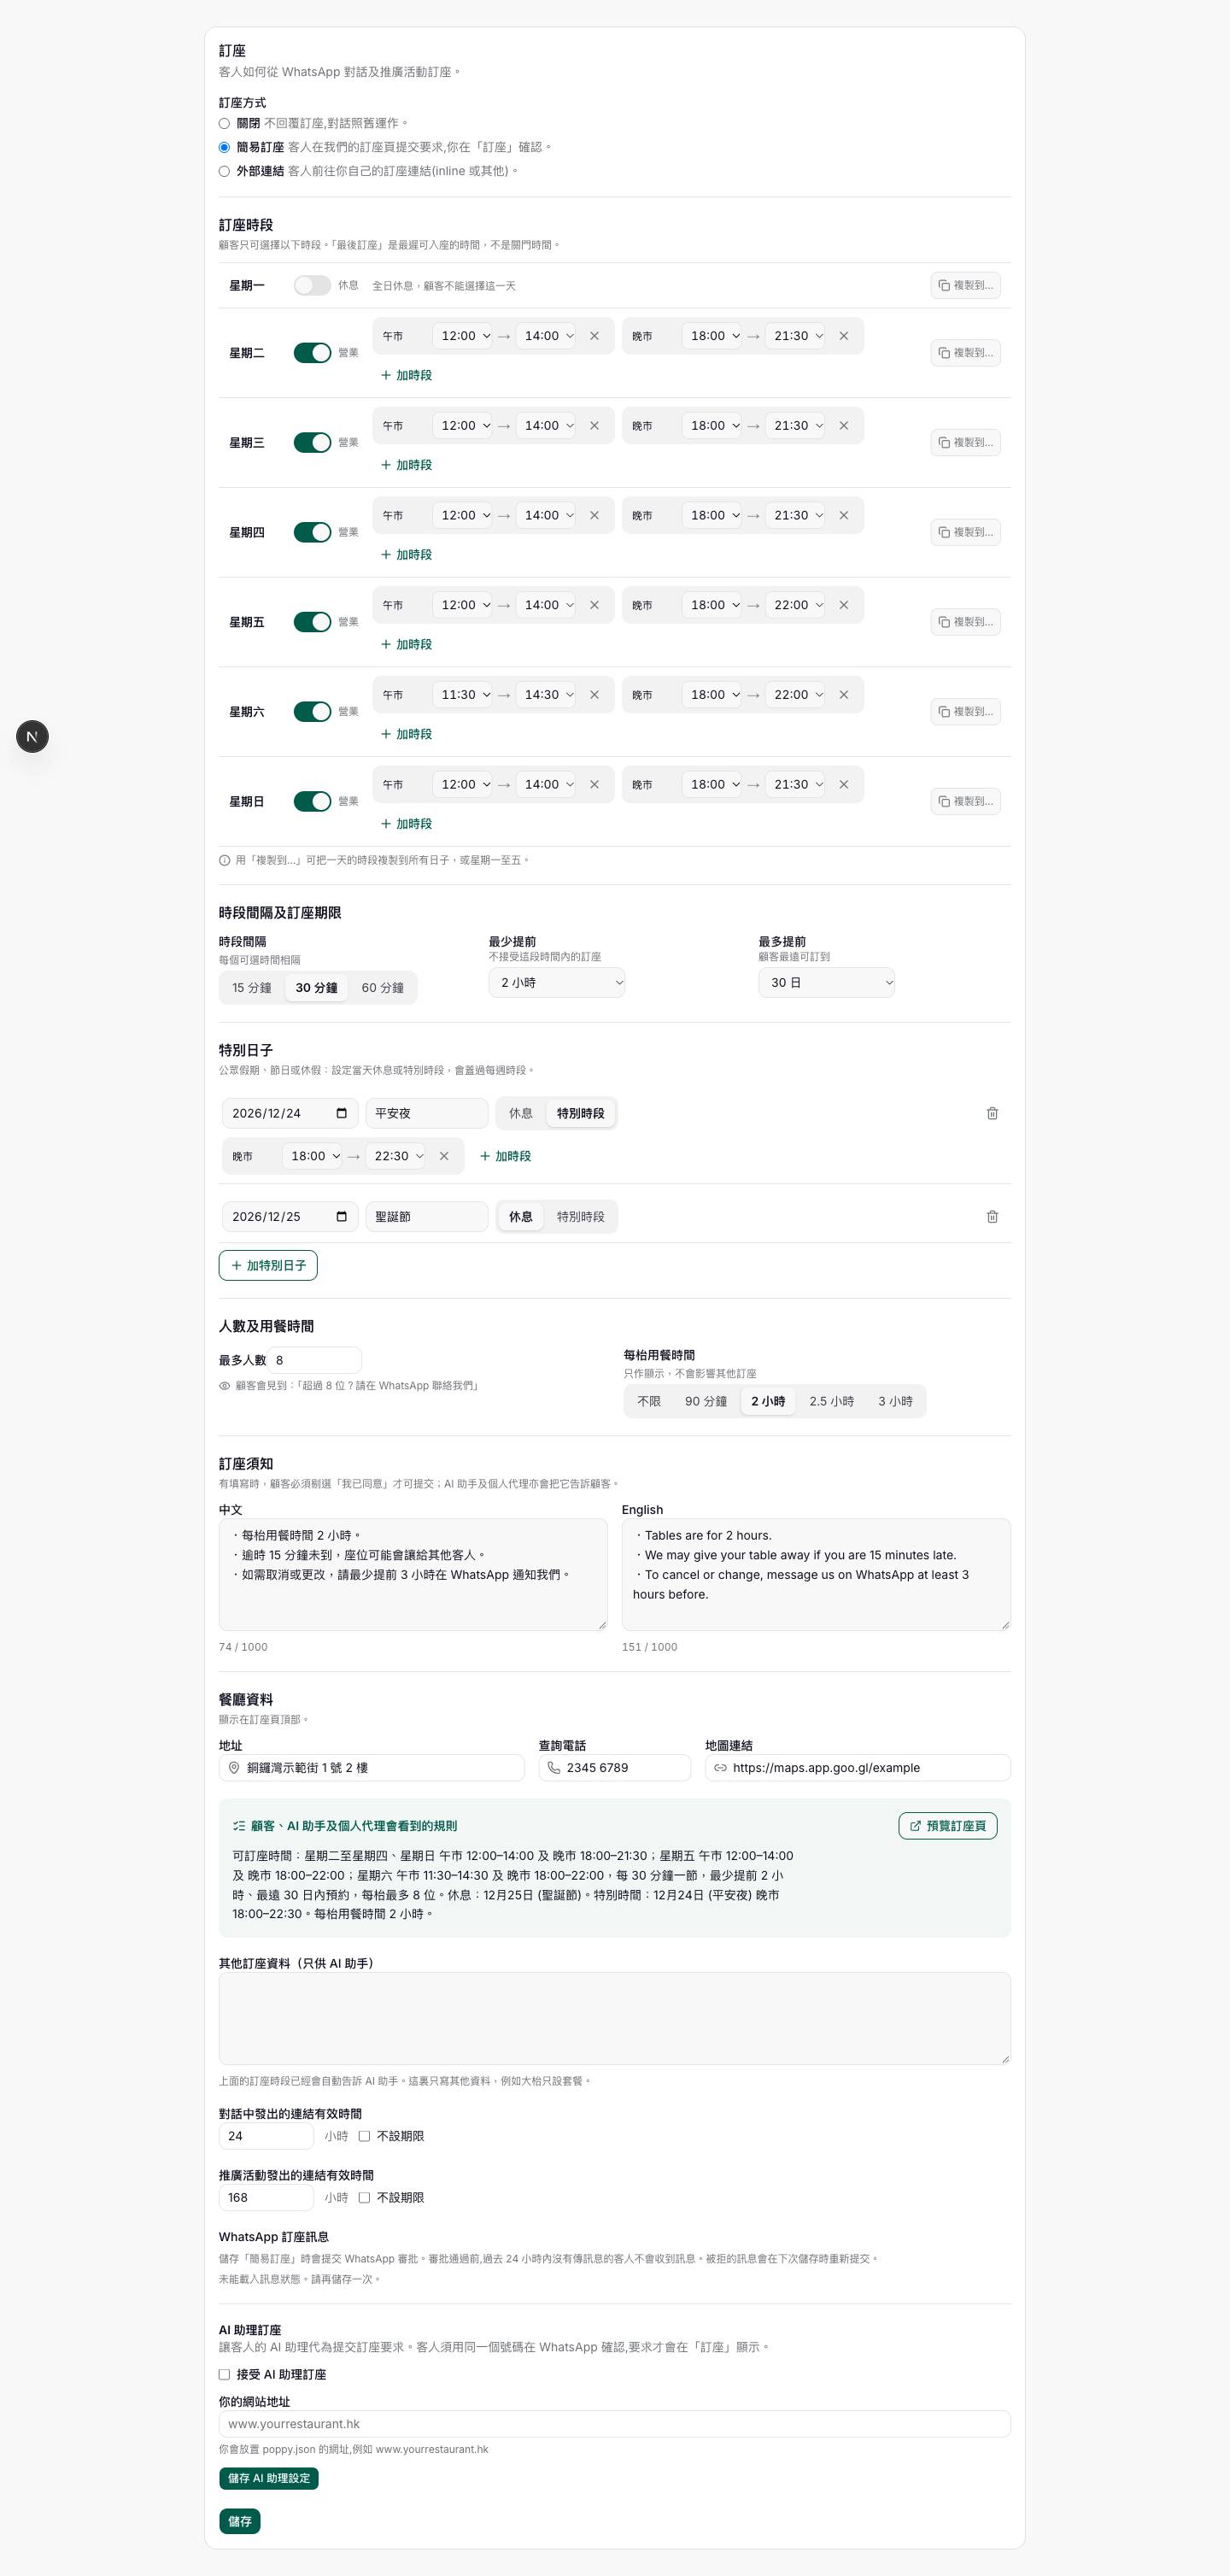 訂座
客人如何從 WhatsApp 對話及推廣活動訂座。
訂座方式
關閉 不回覆訂座,對話照舊運作。
簡易訂座 客人在我們的訂座頁提交要求,你在「訂座」確認。
外部連結 客人前往你自己的訂座連結(inline 或其他)。
訂座時段
顧客只可選擇以下時段。「最後訂座」是最遲可入座的時間，不是關門時間。
星期一 休息 全日休息，顧客不能選擇這一天 複製到...
星期二 營業 午市 12:00 → 14:00 晚市 18:00 → 21:30 複製到...
加時段
星期三 營業 午市 12:00 → 14:00 晚市 18:00 → 21:30 複製到...
加時段
星期四 營業 午市 12:00 → 14:00 晚市 18:00 → 21:30 複製到...
加時段
星期五 營業 午市 12:00 → 14:00 晚市 18:00 → 22:00 複製到...
加時段
星期六 營業 午市 11:30 → 14:30 晚市 18:00 → 22:00 複製到...
加時段
星期日 營業 午市 12:00 → 14:00 晚市 18:00 → 21:30 複製到...
加時段
用「複製到...」可把一天的時段複製到所有日子，或星期一至五。
時段間隔及訂座期限
時段間隔 最少提前 最多提前
每個可選時間相隔 不接受這段時間內的訂座 顧客最遠可訂到
15 分鐘 30 分鐘 60 分鐘 2 小時 30 日
特別日子
公眾假期、節日或休假：設定當天休息或特別時段，會蓋過每週時段。
2026/12/24 平安夜 休息 特別時段
晚市 18:00 → 22:30 加時段
2026/12/25 聖誕節 休息 特別時段
加特別日子
人數及用餐時間
最多人數 8
顧客會見到：「超過 8 位？請在 WhatsApp 聯絡我們」
每枱用餐時間
只作顯示，不會影響其他訂座
不限 90 分鐘 2 小時 2.5 小時 3 小時
訂座須知
有填寫時，顧客必須剔選「我已同意」才可提交；AI 助手及個人代理亦會把它告訴顧客。
中文
・每枱用餐時間 2 小時。
・逾時 15 分鐘未到，座位可能會讓給其他客人。
・如需取消或更改，請最少提前 3 小時在 WhatsApp 通知我們。
74 / 1000
English
・Tables are for 2 hours.
・We may give your table away if you are 15 minutes late.
・To cancel or change, message us on WhatsApp at least 3
hours before.
151 / 1000
餐廳資料
顯示在訂座頁頂部。
地址 查詢電話 地圖連結
銅鑼灣示範街 1 號 2 樓 2345 6789 https://maps.app.goo.gl/example
顧客、AI 助手及個人代理會看到的規則 預覽訂座頁
可訂座時間：星期二至星期四、星期日 午市 12:00–14:00 及 晚市 18:00–21:30；星期五 午市 12:00–14:00
及 晚市 18:00–22:00；星期六 午市 11:30–14:30 及 晚市 18:00–22:00，每 30 分鐘一節，最少提前 2 小
時、最遠 30 日內預約，每枱最多 8 位。休息：12月25日 (聖誕節)。特別時間：12月24日 (平安夜) 晚市
18:00–22:30。每枱用餐時間 2 小時。
其他訂座資料（只供 AI 助手）
上面的訂座時段已經會自動告訴 AI 助手。這裏只寫其他資料，例如大枱只設套餐。
對話中發出的連結有效時間
24 小時 不設期限
推廣活動發出的連結有效時間
168 小時 不設期限
WhatsApp 訂座訊息
儲存「簡易訂座」時會提交 WhatsApp 審批。審批通過前,過去 24 小時內沒有傳訊息的客人不會收到訊息。被拒的訊息會在下次儲存時重新提交。
未能載入訊息狀態。請再儲存一次。
AI 助理訂座
讓客人的 AI 助理代為提交訂座要求。客人須用同一個號碼在 WhatsApp 確認,要求才會在「訂座」顯示。
接受 AI 助理訂座
你的網站地址
www.yourrestaurant.hk
你會放置 poppy.json 的網址,例如 www.yourrestaurant.hk
儲存 AI 助理設定
儲存
N